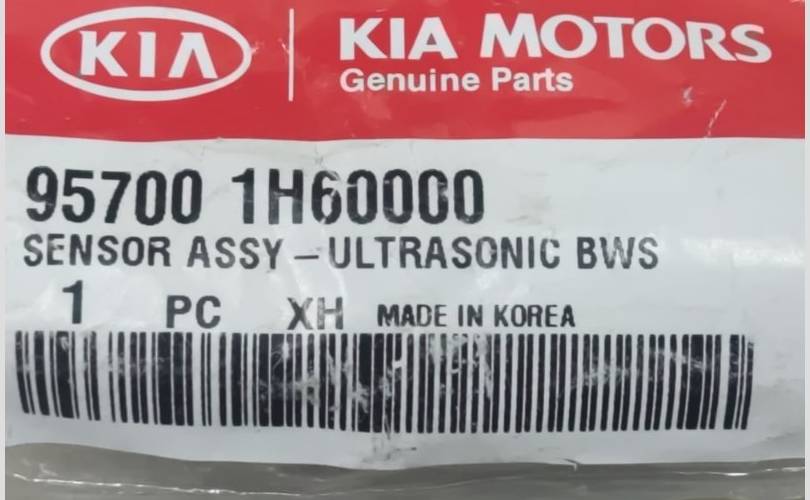 KIA
KIA MOTORS
Genuine Parts
95700 1H60000
SENSOR ASSY - ULTRASONIC BWS
1 PC XH MADE IN KOREA